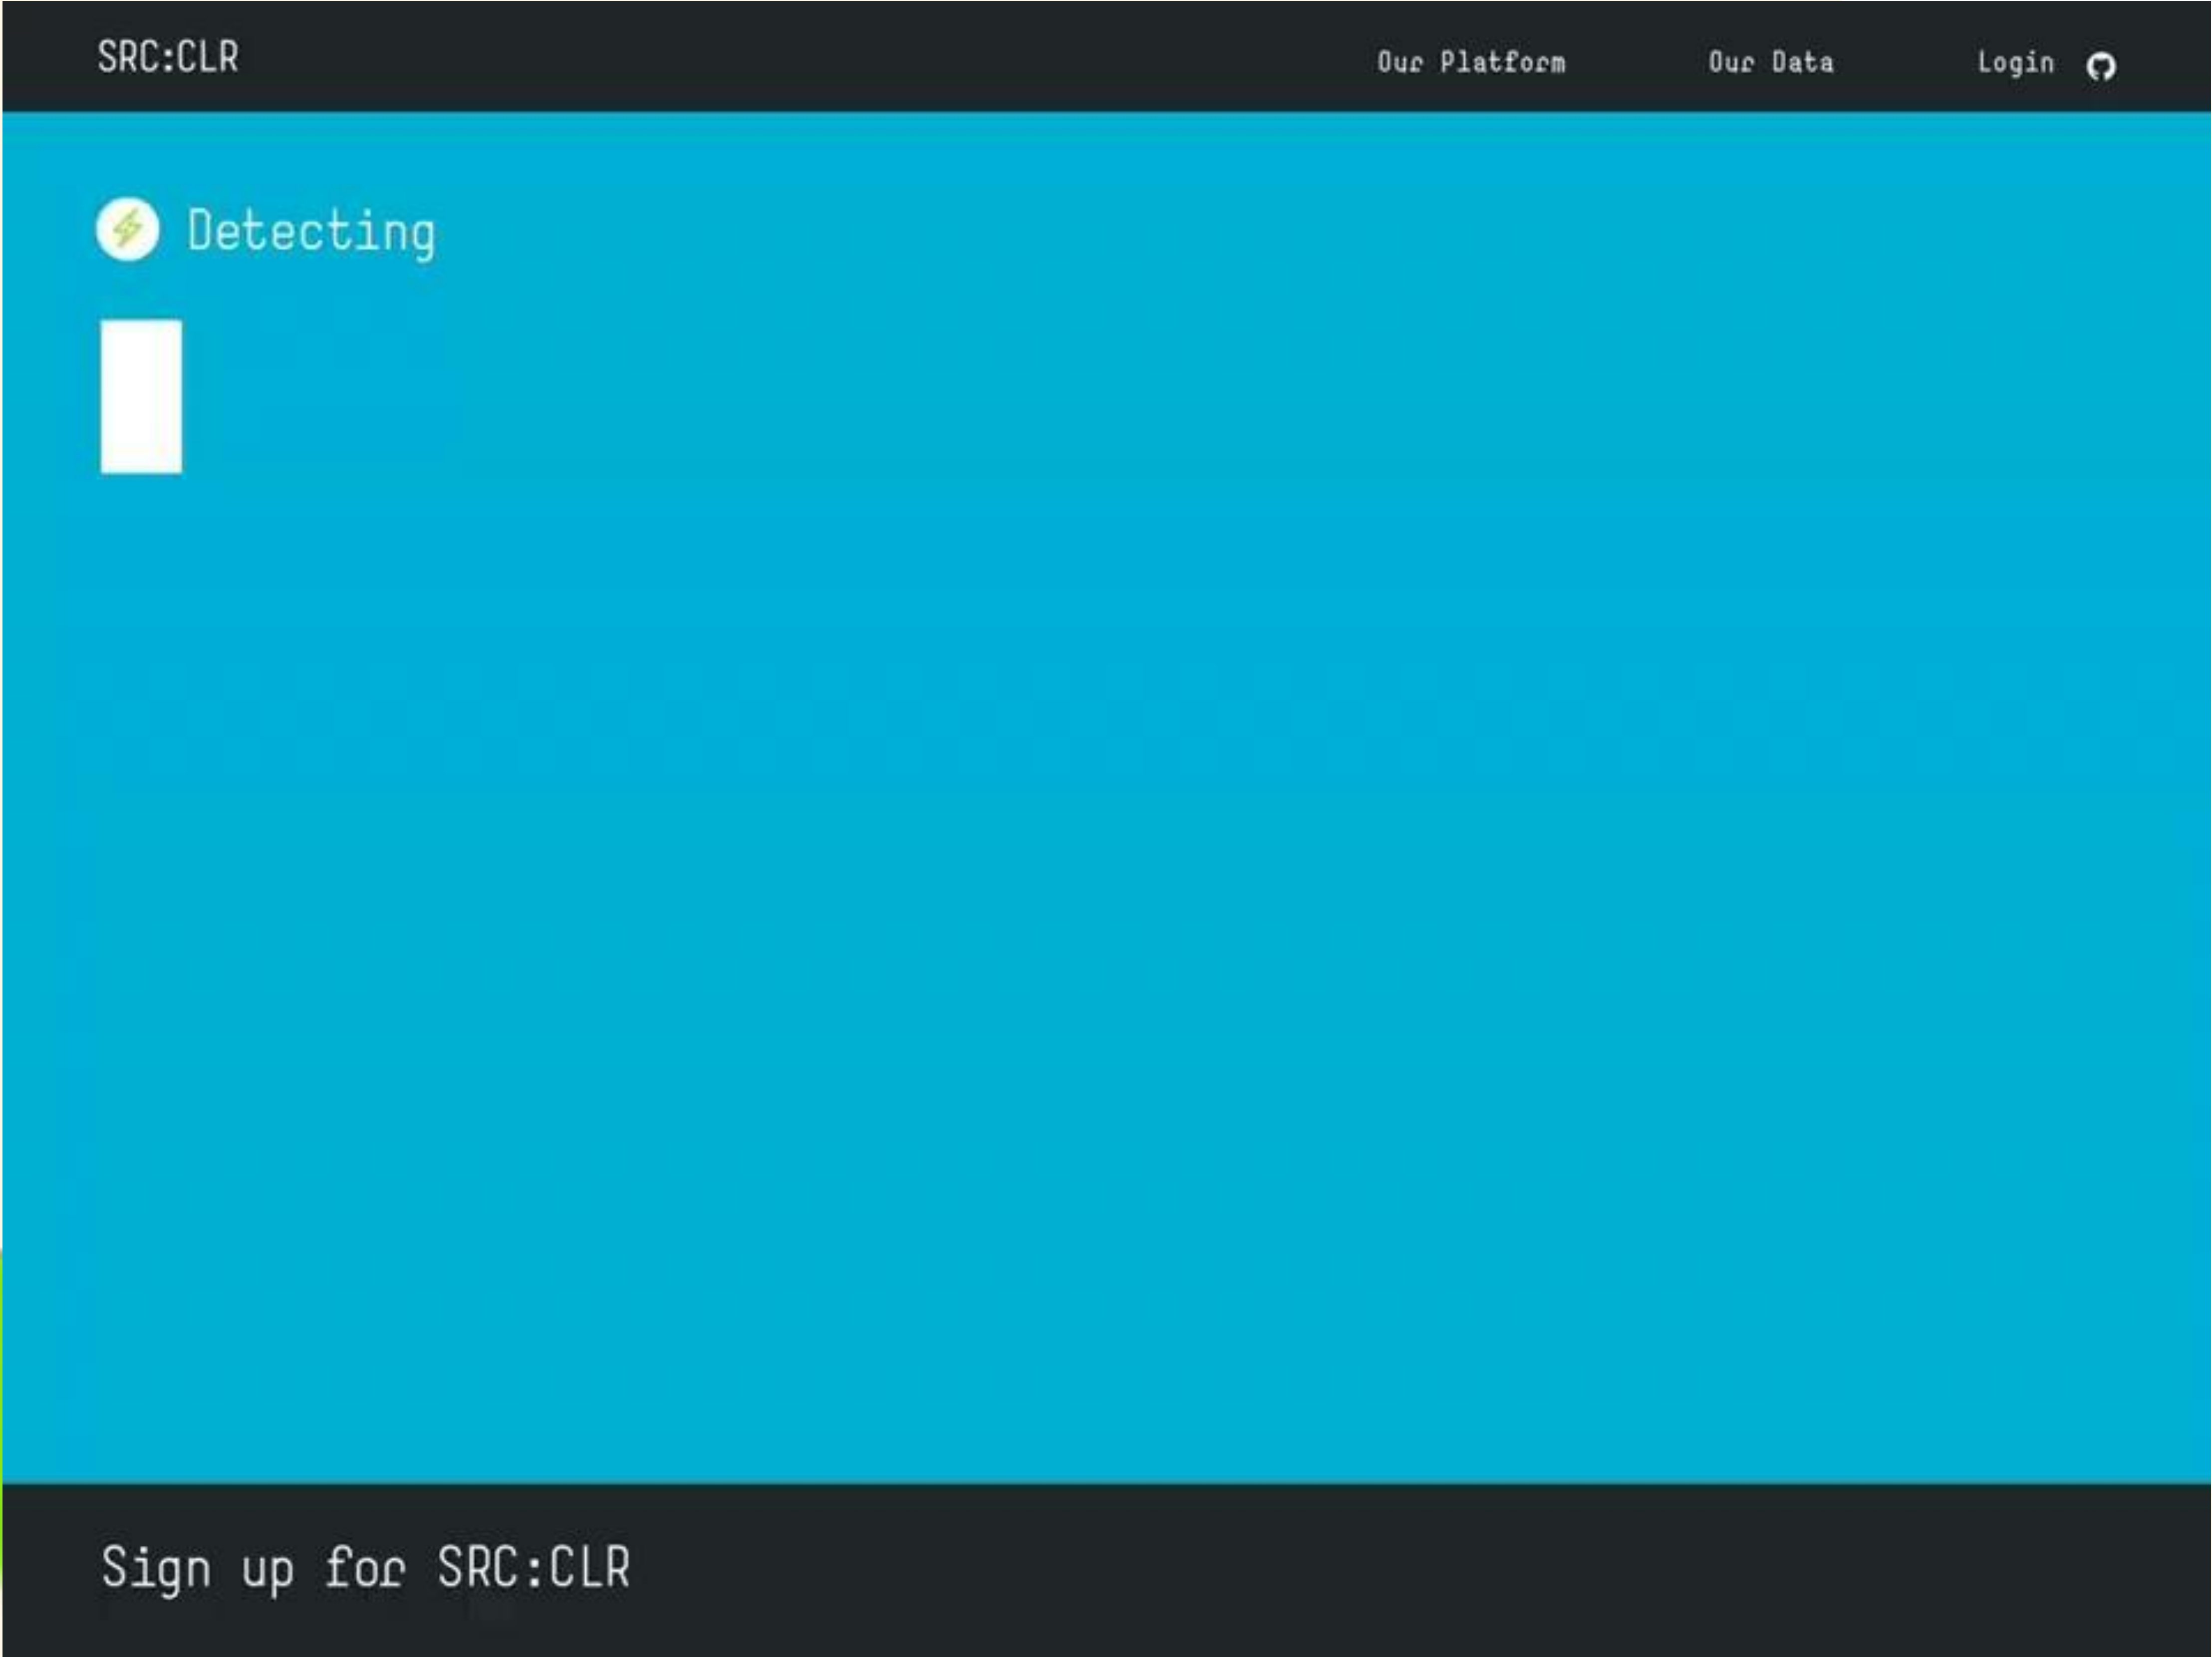 SRC:CLR
Our Platform Our Data Login
Detecting
Sign up for SRC:CLR